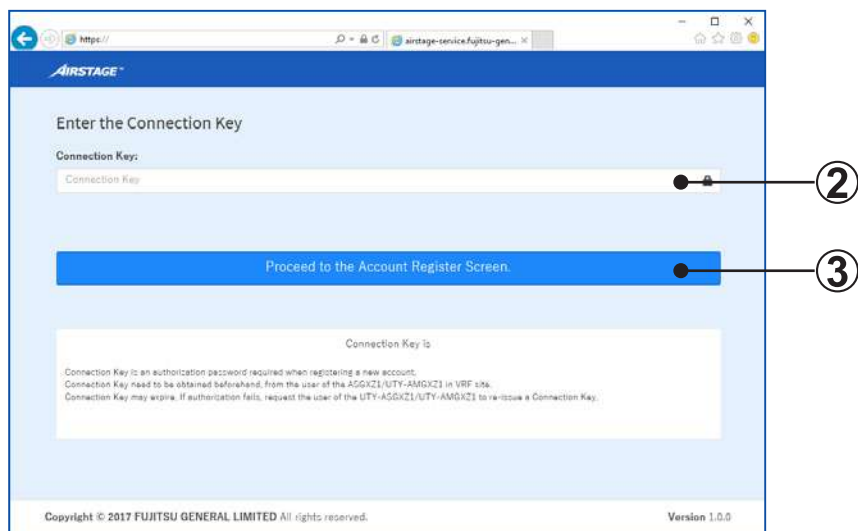 https://
airstage-service.fujitsu-gen...
AIRSTAGE™
Enter the Connection Key
Connection Key:
Connection Key
②
Proceed to the Account Register Screen.
③
Connection Key is
Connection Key is an authorization password required when registering a new account.
Connection Key need to be obtained beforehand, from the user of the ASGXZ1/UTY-AMGXZ1 in VRF site.
Connection Key may expire. If authorization fails, request the user of the UTY-ASGXZ1/UTY-AMGXZ1 to re-issue a Connection Key.
Copyright © 2017 FUJITSU GENERAL LIMITED All rights reserved.
Version 1.0.0